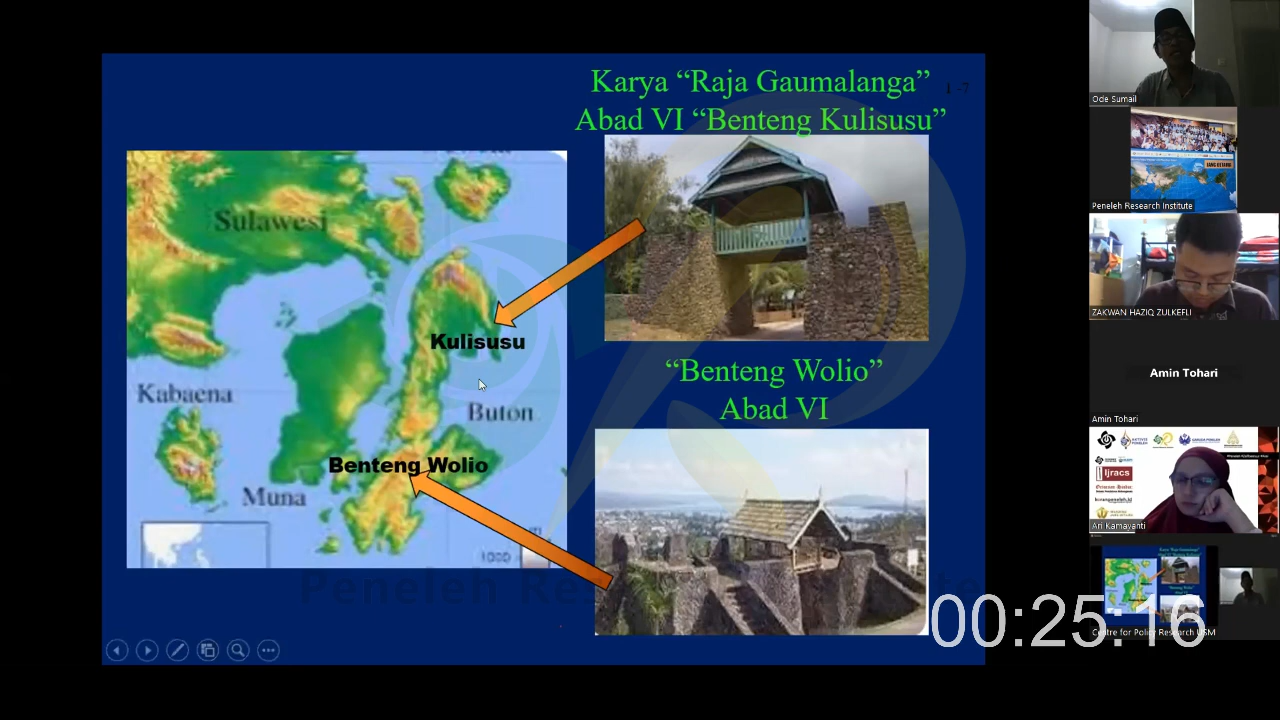 Karya “Raja Gaumalanga”
Abad VI “Benteng Kulisusu”
Sulawesi
Kulisusu
Kabaena
Buton
Benteng Wolio
Muna
1000
“Benteng Wolio”
Abad VI
Ode Sumail
Peneleh Research Institute
ZAKWAN HAZIQ ZULKEFLI
Amin Tohari
Amin Tohari
Ijracs
Ari Kamayanti
Centre for Policy Research USM
00:25:16